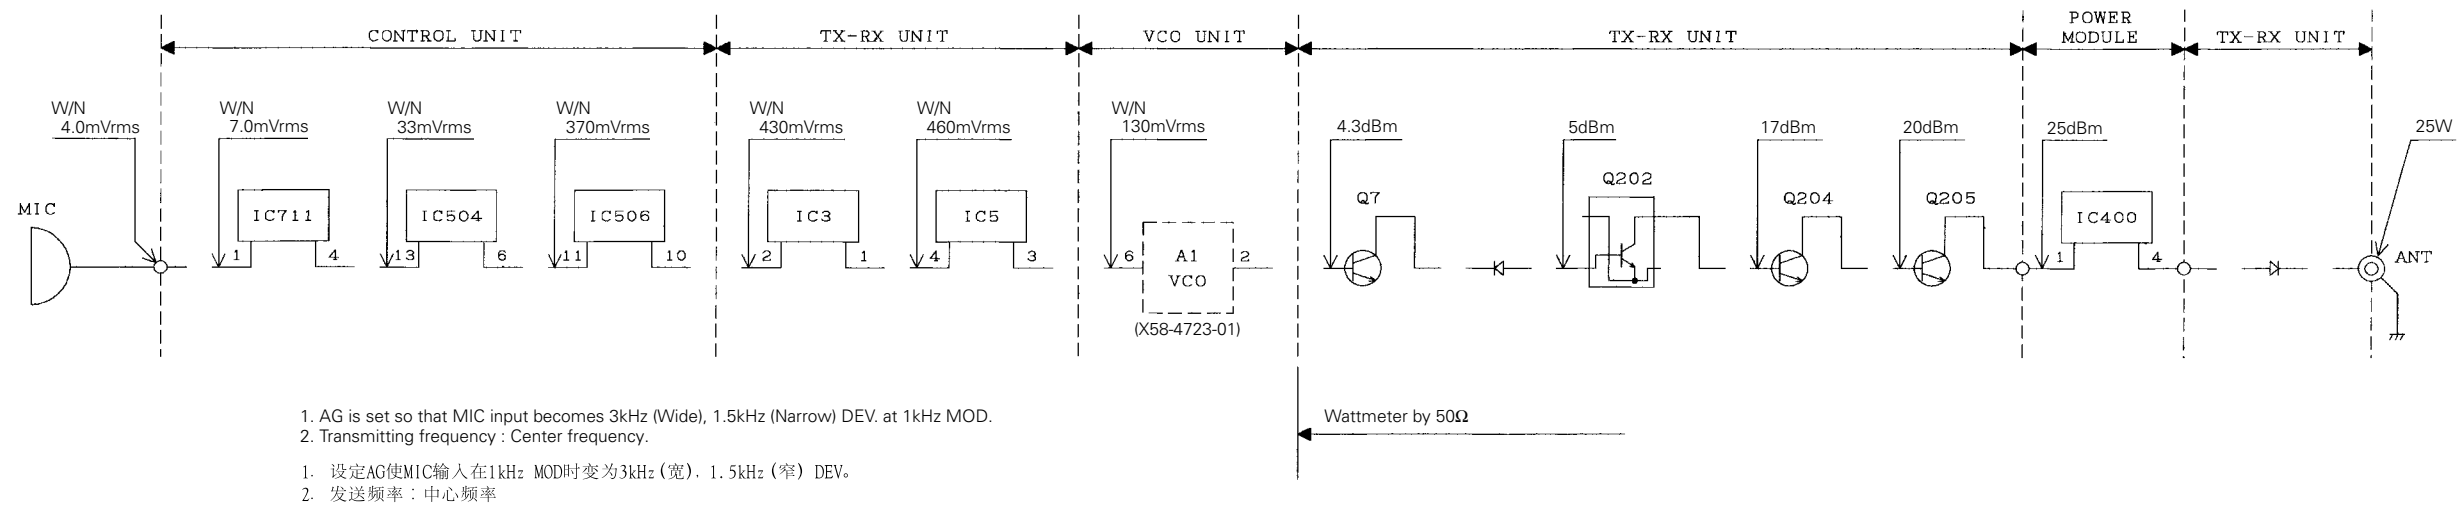 CONTROL UNIT
TX-RX UNIT
VCO UNIT
TX-RX UNIT
POWER
MODULE
TX-RX UNIT
W/N
4.0mVrms
W/N
7.0mVrms
W/N
33mVrms
W/N
370mVrms
W/N
430mVrms
W/N
460mVrms
W/N
130mVrms
4.3dBm
5dBm
17dBm
20dBm
25dBm
25W
MIC
IC711
1
4
IC504
13
6
IC506
11
10
IC3
2
1
IC5
4
3
6
A1
VCO
2
(X58-4723-01)
Q7
Q202
Q204
Q205
IC400
1
4
ANT
1. AG is set so that MIC input becomes 3kHz (Wide), 1.5kHz (Narrow) DEV. at 1kHz MOD.
2. Transmitting frequency : Center frequency.
1. 设定AG使MIC输入在1kHz MOD时变为3kHz(宽), 1.5kHz(窄) DEV。
2. 发送频率：中心频率
Wattmeter by 50Ω